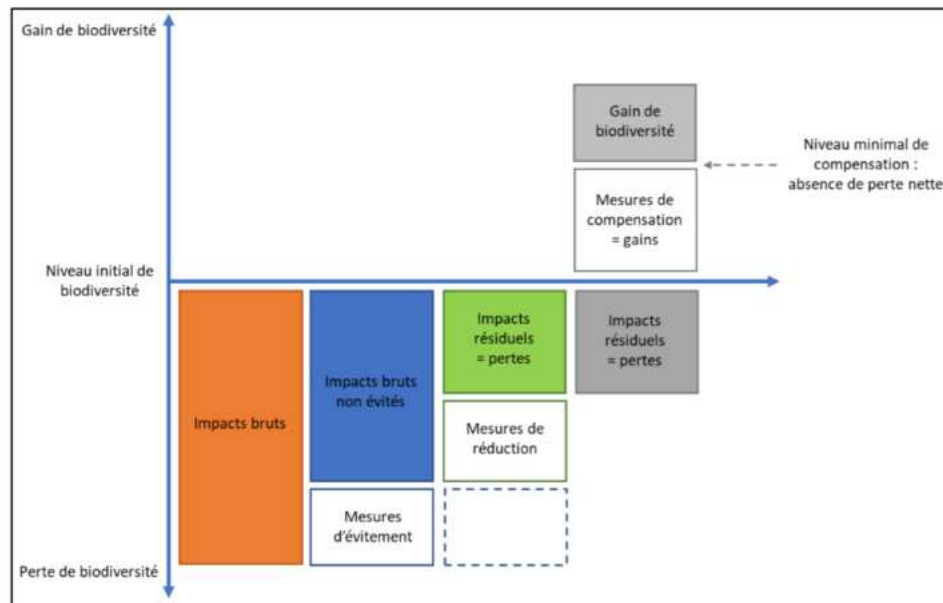 Gain de biodiversité
Gain de
biodiversité
Niveau minimal de
compensation :
absence de perte nette
Mesures de
compensation
= gains
Niveau initial de
biodiversité
Impacts bruts
Impacts bruts
non évités
Impacts
résiduels
= pertes
Impacts
résiduels
= pertes
Mesures de
réduction
Mesures
d'évitement
Perte de biodiversité